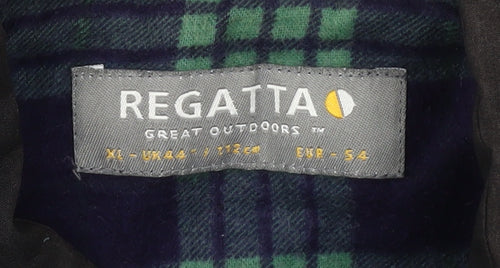 REGATTA
GREAT OUTDOORS ™
XL - UK44 - 112cm EUR - 54